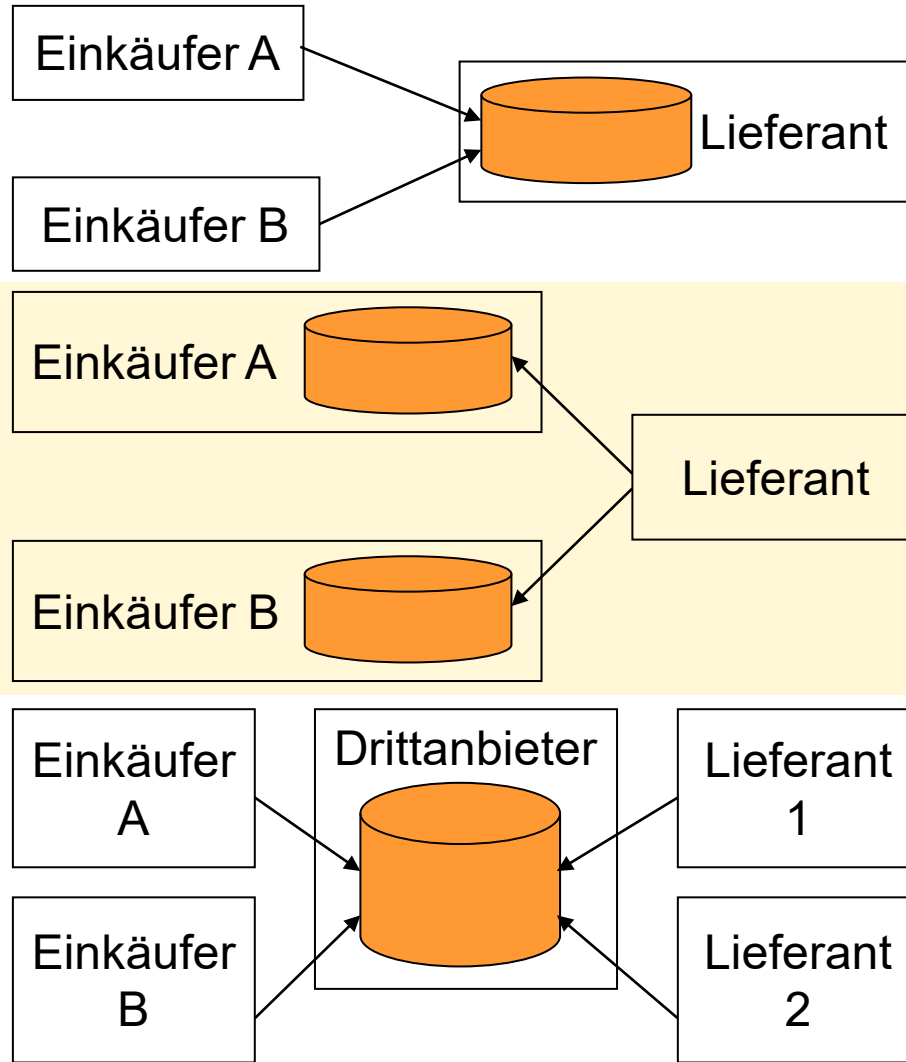 Einkäufer A
Lieferant
Einkäufer B
Einkäufer A
Lieferant
Einkäufer B
Einkäufer
A
Drittanbieter
Lieferant
1
Einkäufer
B
Lieferant
2